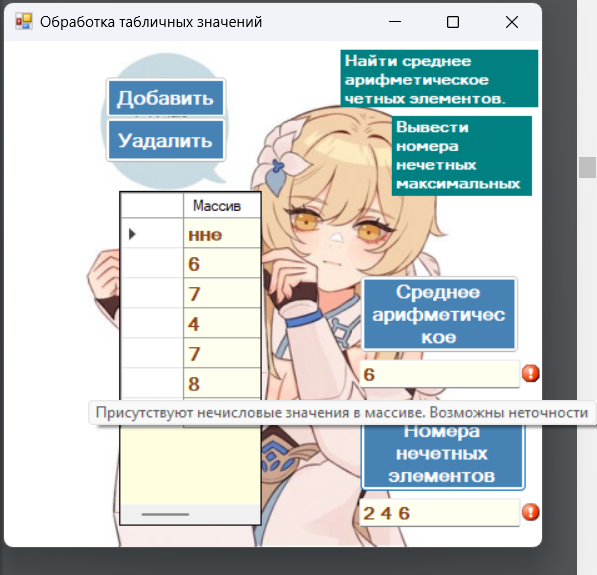 Обработка табличных значений
Найти среднее
арифметическое
четных элементов.
Добавить
Уадалить
Вывести
номера
нечетных
максимальных
Массив
нне
6
7
4
7
8
Среднее
арифметичес
кое
6
Присутствуют нечисловые значения в массиве. Возможны неточности
Номера
нечетных
элементов
2 4 6